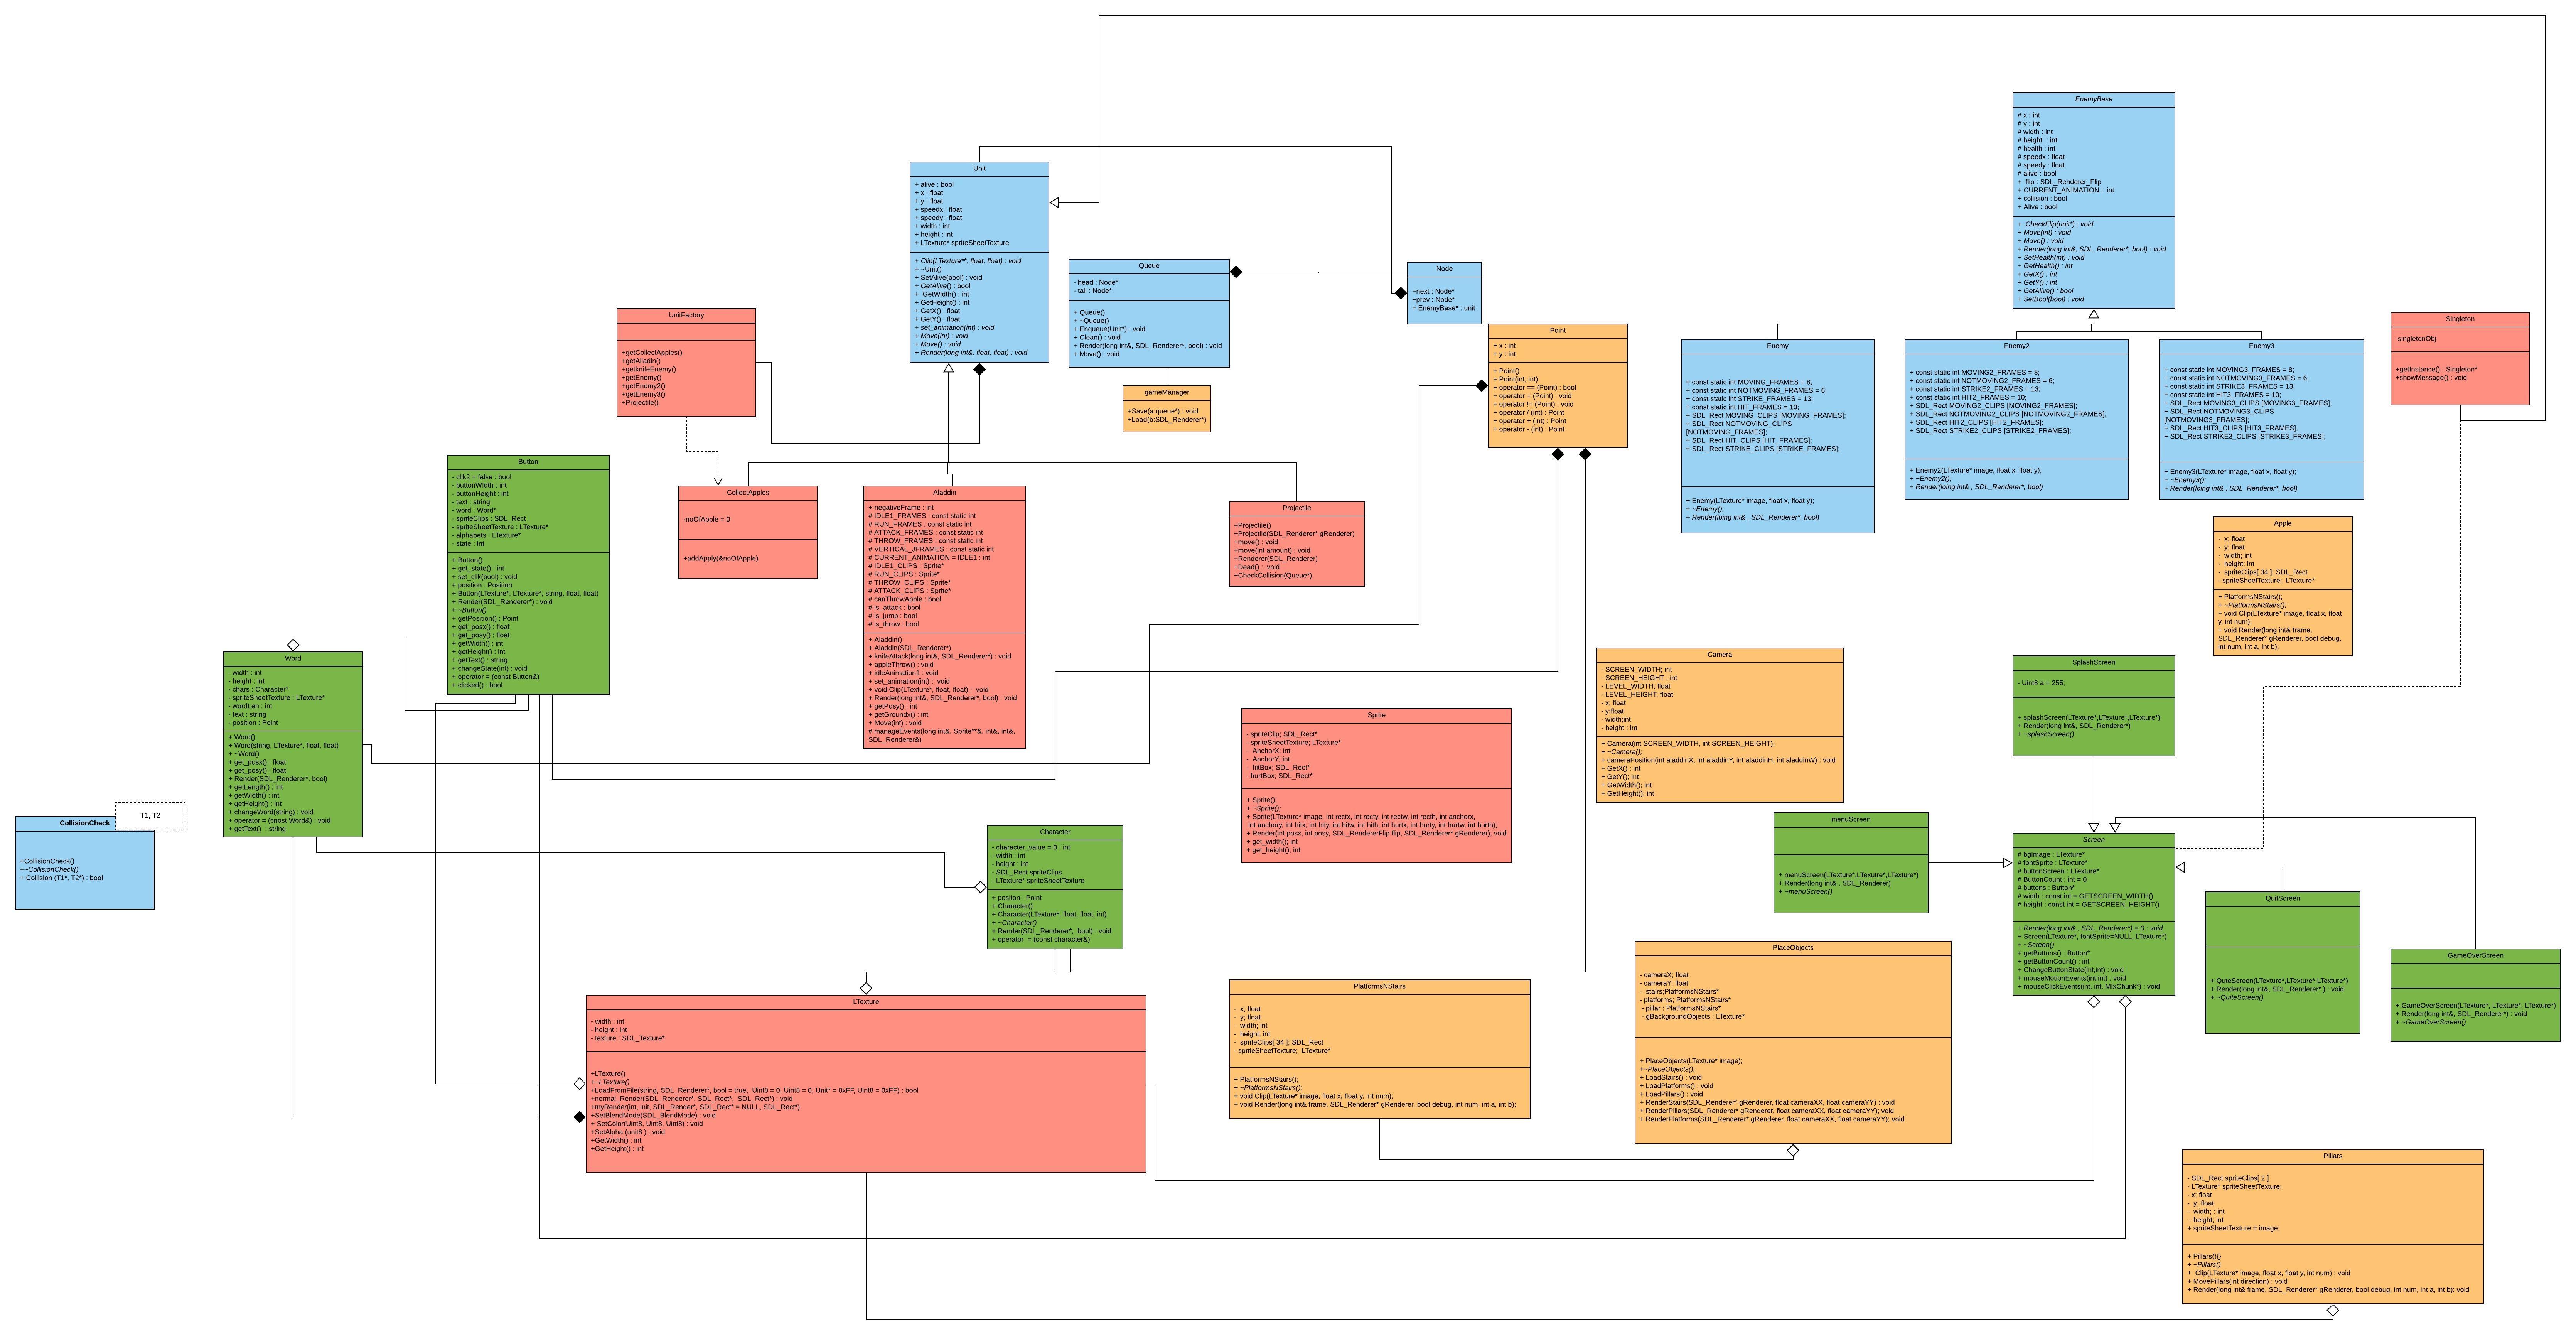 EnemyBase
# x : int
# y : int
# width : int
# height  : int
# health : int
# speedx : float
# speedy : float
# alive : bool
+  flip : SDL_Renderer_Flip
+ CURRENT_ANIMATION :  int
+ collision : bool
+ Alive : bool
+  CheckFlip(unit*) : void
+ Move(int) : void
+ Move() : void
+ Render(long int&, SDL_Renderer*, bool) : void
+ SetHealth(int) : void
+ GetHealth() : int
+ GetX() : int
+ GetY() : int
+ GetAlive() : bool
+ SetBool(bool) : void
Unit
+ alive : bool
+ x : float
+ y : float
+ speedx : float
+ speedy : float
+ width : int
+ height : int
+ LTexture* spriteSheetTexture
+ Clip(LTexture**, float, float) : void
+ ~Unit()
+ SetAlive(bool) : void
+ GetAlive() : bool
+  GetWidth() : int
+ GetHeight() : int
+ GetX() : float
+ GetY() : float
+ set_animation(int) : void
+ Move(int) : void
+ Move() : void
+ Render(long int&, float, float) : void
Queue
- head : Node*
- tail : Node*
+ Queue()
+ ~Queue()
+ Enqueue(Unit*) : void
+ Clean() : void
+ Render(long int&, SDL_Renderer*, bool) : void
+ Move() : void
Node
+next : Node*
+prev : Node*
+ EnemyBase* : unit
UnitFactory
+getCollectApples()
+getAlladin()
+getknifeEnemy()
+getEnemy()
+getEnemy2()
+getEnemy3()
+Projectile()
Singleton
-singletonObj
+getInstance() : Singleton*
+showMessage() : void
Point
+ x : int
+ y : int
+ Point()
+ Point(int, int)
+ operator == (Point) : bool
+ operator = (Point) : void
+ operator != (Point) : void
+ operator / (int) : Point
+ operator + (int) : Point
+ operator - (int) : Point
Enemy
+ const static int MOVING_FRAMES = 8;
+ const static int NOTMOVING_FRAMES = 6;
+ const static int STRIKE_FRAMES = 13;
+ const static int HIT_FRAMES = 10;
+ SDL_Rect MOVING_CLIPS [MOVING_FRAMES];
+ SDL_Rect NOTMOVING_CLIPS
[NOTMOVING_FRAMES];
+ SDL_Rect HIT_CLIPS [HIT_FRAMES];
+ SDL_Rect STRIKE_CLIPS [STRIKE_FRAMES];
+ Enemy(LTexture* image, float x, float y);
+ ~Enemy();
+ Render(loing int& , SDL_Renderer*, bool)
Enemy2
+ const static int MOVING2_FRAMES = 8;
+ const static int NOTMOVING2_FRAMES = 6;
+ const static int STRIKE2_FRAMES = 13;
+ const static int HIT2_FRAMES = 10;
+ SDL_Rect MOVING2_CLIPS [MOVING2_FRAMES];
+ SDL_Rect NOTMOVING2_CLIPS [NOTMOVING2_FRAMES];
+ SDL_Rect HIT2_CLIPS [HIT2_FRAMES];
+ SDL_Rect STRIKE2_CLIPS [STRIKE2_FRAMES];
+ Enemy2(LTexture* image, float x, float y);
+ ~Enemy2();
+ Render(loing int& , SDL_Renderer*, bool)
Enemy3
+ const static int MOVING3_FRAMES = 8;
+ const static int NOTMOVING3_FRAMES = 6;
+ const static int STRIKE3_FRAMES = 13;
+ const static int HIT3_FRAMES = 10;
+ SDL_Rect MOVING3_CLIPS [MOVING3_FRAMES];
+ SDL_Rect NOTMOVING3_CLIPS
[NOTMOVING3_FRAMES];
+ SDL_Rect HIT3_CLIPS [HIT3_FRAMES];
+ SDL_Rect STRIKE3_CLIPS [STRIKE3_FRAMES];
+ Enemy3(LTexture* image, float x, float y);
+ ~Enemy3();
+ Render(loing int& , SDL_Renderer*, bool)
gameManager
+Save(a:queue*) : void
+Load(b:SDL_Renderer*)
Button
- clik2 = false : bool
- buttonWidth : int
- buttonHeight : int
- text : string
- word : Word*
- spriteClips : SDL_Rect
- spriteSheetTexture : LTexture*
- alphabets : LTexture*
- state : int
+ Button()
+ get_state() : int
+ set_clik(bool) : void
+ position : Position
+ Button(LTexture*, LTexture*, string, float, float)
+ Render(SDL_Renderer*) : void
+ ~Button()
+ getPosition() : Point
+ get_posx() : float
+ get_posy() : float
+ getWidth() : int
+ getHeight() : int
+ getText() : string
+ changeState(int) : void
+ operator = (const Button&)
+ clicked() : bool
CollectApples
-noOfApple = 0
+addApply(&noOfApple)
Aladdin
+ negativeFrame : int
# IDLE1_FRAMES : const static int
# RUN_FRAMES : const static int
# ATTACK_FRAMES : const static int
# THROW_FRAMES : const static int
# VERTICAL_JFRAMES : const static int
# CURRENT_ANIMATION = IDLE1 : int
# IDLE1_CLIPS : Sprite*
# RUN_CLIPS : Sprite*
# THROW_CLIPS : Sprite*
# ATTACK_CLIPS : Sprite*
# canThrowApple : bool
# is_attack : bool
# is_jump : bool
# is_throw : bool
+ Aladdin()
+ Aladdin(SDL_Renderer*)
+ knifeAttack(long int&, SDL_Renderer*) : void
+ appleThrow() : void
+ idleAnimation1 : void
+ set_animation(int) :  void
+ void Clip(LTexture*, float, float) :  void
+ Render(long int&, SDL_Renderer*, bool) : void
+ getPosy() : int
+ getGroundx() : int
+ Move(int) : void
# manageEvents(long int&, Sprite**&, int&, int&,
SDL_Renderer&)
Projectile
+Projectile()
+Projectile(SDL_Renderer* gRenderer)
+move() : void
+move(int amount) : void
+Renderer(SDL_Renderer)
+Dead() :  void
+CheckCollision(Queue*)
Apple
-  x; float
-  y; float
-  width; int
-  height; int
-  spriteClips[ 34 ]; SDL_Rect
- spriteSheetTexture;  LTexture*
+ PlatformsNStairs();
+ ~PlatformsNStairs();
+ void Clip(LTexture* image, float x, float
y, int num);
+ void Render(long int& frame,
SDL_Renderer* gRenderer, bool debug,
int num, int a, int b);
Word
- width : int
- height : int
- chars : Character*
- spriteSheetTexture : LTexture*
- wordLen : int
- text : string
- position : Point
+ Word()
+ Word(string, LTexture*, float, float)
+ ~Word()
+ get_posx() : float
+ get_posy() : float
+ Render(SDL_Renderer*, bool)
+ getLength() : int
+ getWidth() : int
+ getHeight() : int
+ changeWord(string) : void
+ operator = (cnost Word&) : void
+ getText()  : string
Camera
- SCREEN_WIDTH; int
- SCREEN_HEIGHT : int
- LEVEL_WIDTH; float
- LEVEL_HEIGHT; float
- x; float
- y;float
- width;int
- height ; int
+ Camera(int SCREEN_WIDTH, int SCREEN_HEIGHT);
+ ~Camera();
+ cameraPosition(int aladdinX, int aladdinY, int aladdinH, int aladdinW) : void
+ GetX() : int
+ GetY(); int
+ GetWidth(); int
+ GetHeight(); int
SplashScreen
- Uint8 a = 255;
+ splashScreen(LTexture*,LTexture*,LTexture*)
+ Render(long int&, SDL_Renderer*)
+ ~splashScreen()
Sprite
- spriteClip; SDL_Rect*
- spriteSheetTexture; LTexture*
-  AnchorX; int
-  AnchorY; int
-  hitBox; SDL_Rect*
- hurtBox; SDL_Rect*
+ Sprite();
+ ~Sprite();
+ Sprite(LTexture* image, int rectx, int recty, int rectw, int recth, int anchorx,
int anchory, int hitx, int hity, int hitw, int hith, int hurtx, int hurty, int hurtw, int hurth);
+ Render(int posx, int posy, SDL_RendererFlip flip, SDL_Renderer* gRenderer); void
+ get_width(); int
+ get_height(); int
T1, T2
CollisionCheck
+CollisionCheck()
+~CollisionCheck()
+ Collision (T1*, T2*) : bool
menuScreen
+ menuScreen(LTexture*,LTexutre*,LTexture*)
+ Render(long int& , SDL_Renderer)
+ ~menuScreen()
Character
- character_value = 0 : int
- width : int
- height : int
- SDL_Rect spriteClips
- LTexture* spriteSheetTexture
+ positon : Point
+ Character()
+ Character(LTexture*, float, float, int)
+ ~Character()
+ Render(SDL_Renderer*,  bool) : void
+ operator  = (const character&)
Screen
# bgImage : LTexture*
# fontSprite : LTexture*
# buttonScreen : LTexture*
# ButtonCount : int = 0
# buttons : Button*
# width : const int = GETSCREEN_WIDTH()
# height : const int = GETSCREEN_HEIGHT()
+ Render(long int& , SDL_Renderer*) = 0 : void
+ Screen(LTexture*, fontSprite=NULL, LTexture*)
+ ~Screen()
+ getButtons() : Button*
+ getButtonCount() : int
+ ChangeButtonState(int,int) : void
+ mouseMotionEvents(int,int) : void
+ mouseClickEvents(int, int, MIxChunk*) : void
QuitScreen
+ QuteScreen(LTexture*,LTexture*,LTexture*)
+ Render(long int&, SDL_Renderer* ) : void
+ ~QuiteScreen()
GameOverScreen
+ GameOverScreen(LTexture*, LTexture*, LTexture*)
+ Render(long int&, SDL_Renderer*) : void
+ ~GameOverScreen()
PlaceObjects
- cameraX; float
- cameraY; float
-  stairs;PlatformsNStairs*
- platforms; PlatformsNStairs*
- pillar : PlatformsNStairs*
- gBackgroundObjects : LTexture*
+ PlaceObjects(LTexture* image);
+~PlaceObjects();
+ LoadStairs() : void
+ LoadPlatforms() : void
+ LoadPillars() : void
+ RenderStairs(SDL_Renderer* gRenderer, float cameraXX, float cameraYY) : void
+ RenderPillars(SDL_Renderer* gRenderer, float cameraXX, float cameraYY); void
+ RenderPlatforms(SDL_Renderer* gRenderer, float cameraXX, float cameraYY); void
PlatformsNStairs
-  x; float
-  y; float
-  width; int
-  height; int
-  spriteClips[ 34 ]; SDL_Rect
- spriteSheetTexture;  LTexture*
+ PlatformsNStairs();
+ ~PlatformsNStairs();
+ void Clip(LTexture* image, float x, float y, int num);
+ void Render(long int& frame, SDL_Renderer* gRenderer, bool debug, int num, int a, int b);
LTexture
- width : int
- height : int
- texture : SDL_Texture*
+LTexture()
+~LTexture()
+LoadFromFile(string, SDL_Renderer*, bool = true,  Uint8 = 0, Uint8 = 0, Unit* = 0xFF, Uint8 = 0xFF) : bool
+normal_Render(SDL_Renderer*, SDL_Rect*,  SDL_Rect*) : void
+myRender(int, init, SDL_Render*, SDL_Rect* = NULL, SDL_Rect*)
+SetBlendMode(SDL_BlendMode) : void
+ SetColor(Uint8, Uint8, Uint8) : void
+SetAlpha (unit8 ) : void
+GetWidth() : int
+GetHeight() : int
Pillars
- SDL_Rect spriteClips[ 2 ]
- LTexture* spriteSheetTexture;
- x; float
-  y; float
-  width; : int
- height; int
+ spriteSheetTexture = image;
+ Pillars(){}
+ ~Pillars()
+  Clip(LTexture* image, float x, float y, int num) : void
+ MovePillars(int direction) : void
+ Render(long int& frame, SDL_Renderer* gRenderer, bool debug, int num, int a, int b): void